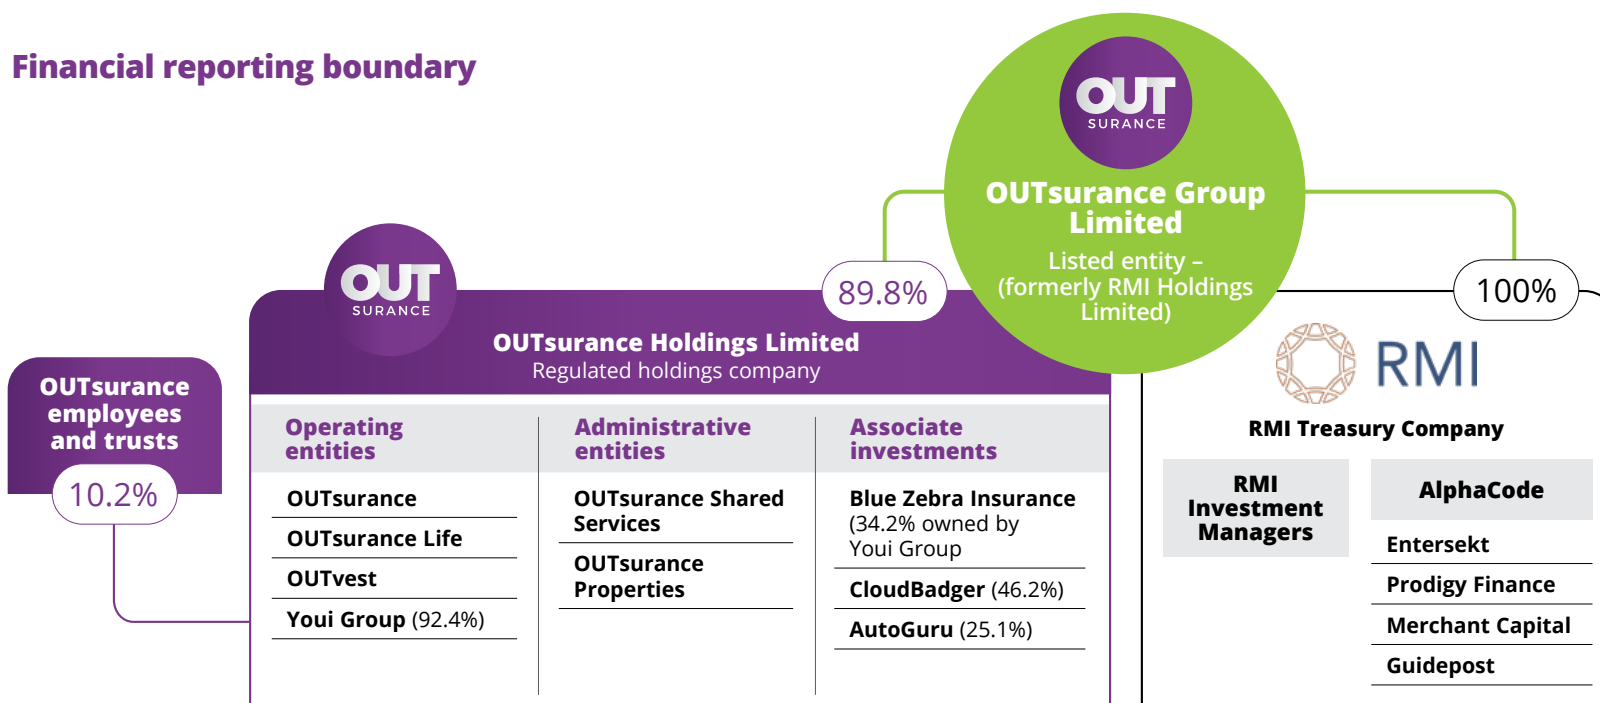 Financial reporting boundary
OUT
SURANCE
OUTsurance Group
Limited
Listed entity –
(formerly RMI Holdings
Limited)
89.8%
100%
OUT
SURANCE
OUTsurance Holdings Limited
Regulated holdings company
OUTsurance
employees
and trusts
10.2%
Operating
entities
OUTsurance
OUTsurance Life
OUTvest
Youi Group (92.4%)
Administrative
entities
OUTsurance Shared
Services
OUTsurance
Properties
Associate
investments
Blue Zebra Insurance
(34.2% owned by
Youi Group
CloudBadger (46.2%)
AutoGuru (25.1%)
RMI
RMI Treasury Company
RMI
Investment
Managers
AlphaCode
Entersekt
Prodigy Finance
Merchant Capital
Guidepost